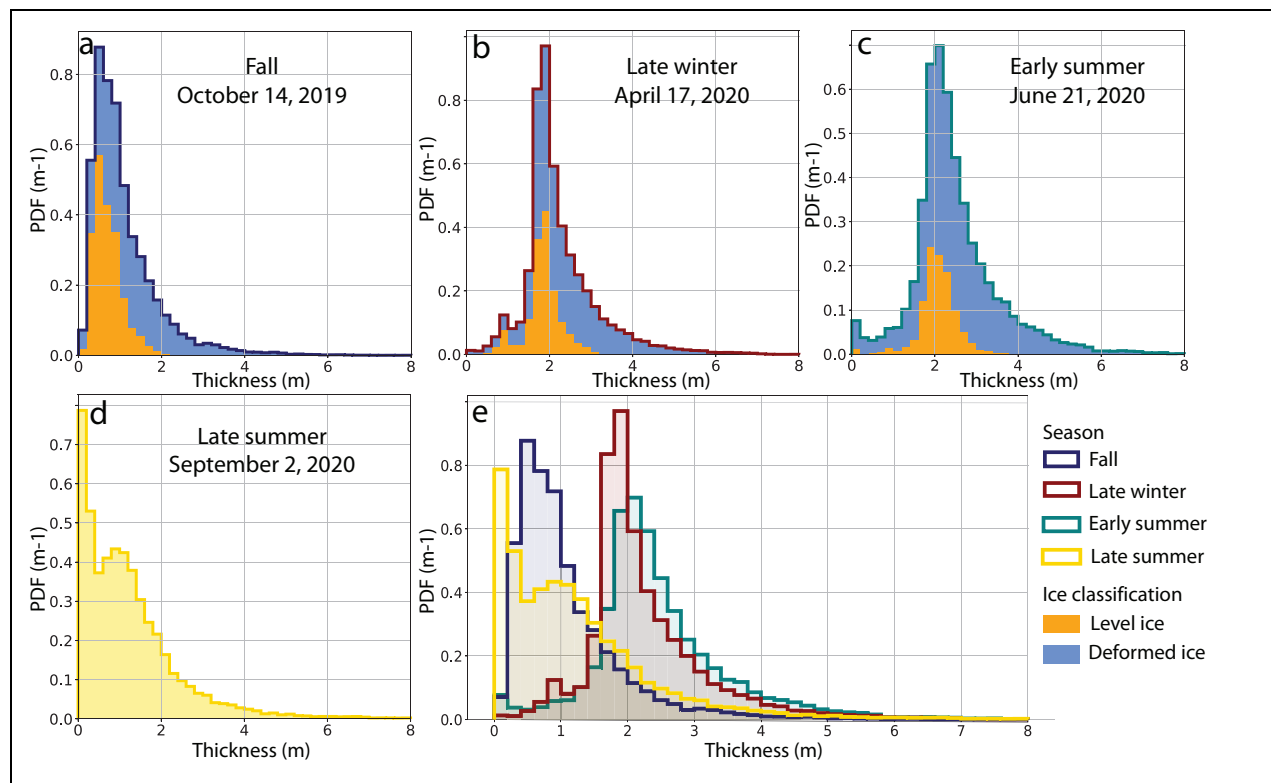 a
Fall
October 14, 2019
PDF (m-1)
0.8
0.6
0.4
0.2
0.0
0
2
4
6
8
Thickness (m)
b
Late winter
April 17, 2020
PDF (m-1)
0.8
0.6
0.4
0.2
0.0
0
2
4
6
8
Thickness (m)
c
Early summer
June 21, 2020
PDF (m-1)
0.6
0.5
0.4
0.3
0.2
0.1
0.0
0
2
4
6
8
Thickness (m)
d
Late summer
September 2, 2020
PDF (m-1)
0.7
0.6
0.5
0.4
0.3
0.2
0.1
0.0
0
2
4
6
8
Thickness (m)
e
PDF (m-1)
0.8
0.6
0.4
0.2
0.0
0
1
2
3
4
5
6
7
8
Thickness (m)
Season
Fall
Late winter
Early summer
Late summer
Ice classification
Level ice
Deformed ice